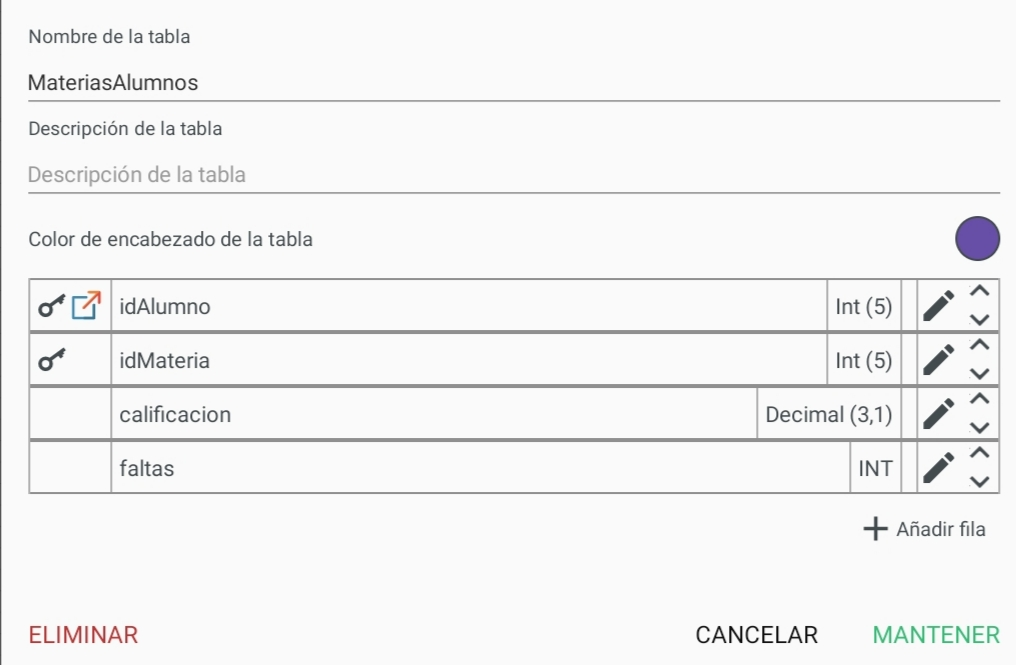 Nombre de la tabla
MateriasAlumnos
Descripción de la tabla
Descripción de la tabla
Color de encabezado de la tabla
idAlumno Int (5)
idMateria Int (5)
calificacion Decimal (3,1)
faltas INT
Añadir fila
ELIMINAR CANCELAR MANTENER